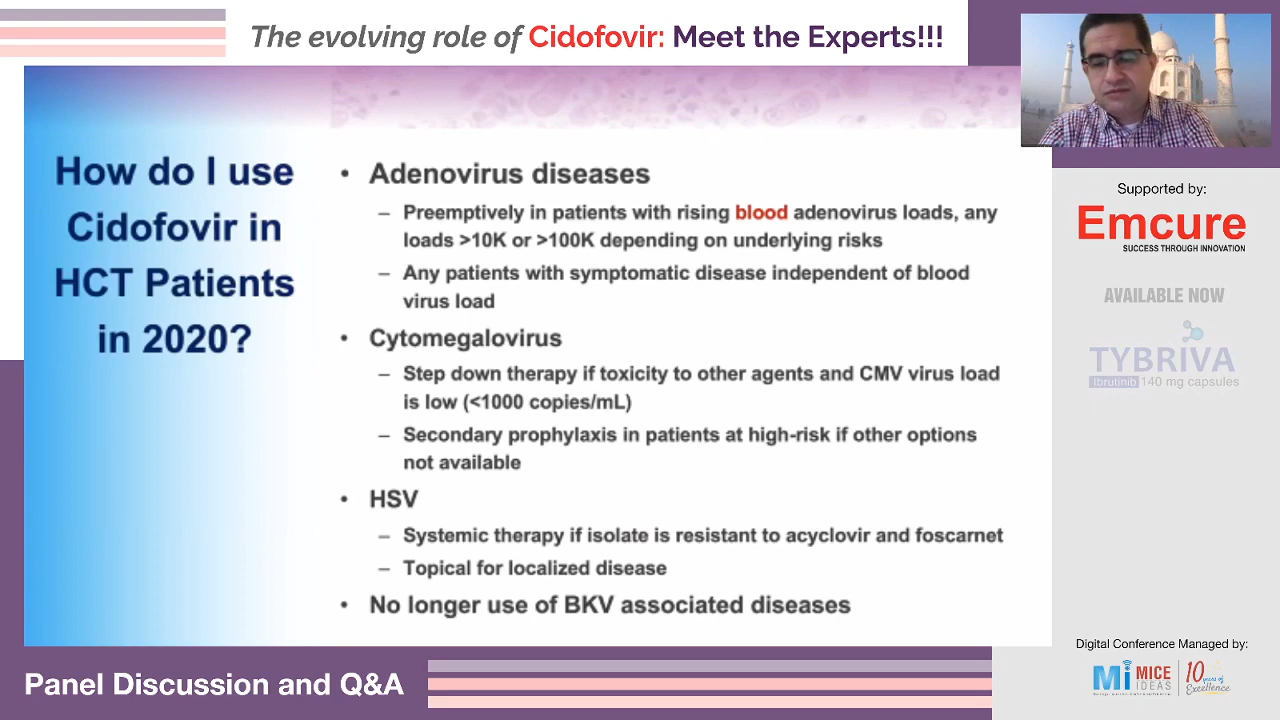 The evolving role of Cidofovir: Meet the Experts!!!
How do I use
Cidofovir in
HCT Patients
in 2020?
• Adenovirus diseases
– Preemptively in patients with rising blood adenovirus loads, any
loads >10K or >100K depending on underlying risks
– Any patients with symptomatic disease independent of blood
virus load
• Cytomegalovirus
– Step down therapy if toxicity to other agents and CMV virus load
is low (<1000 copies/mL)
– Secondary prophylaxis in patients at high-risk if other options
not available
• HSV
– Systemic therapy if isolate is resistant to acyclovir and foscarnet
– Topical for localized disease
• No longer use of BKV associated diseases
Supported by:
Emcure
SUCCESS THROUGH INNOVATION
AVAILABLE NOW
TYBRIVA
Ibrutinib 140 mg capsules
Digital Conference Managed by:
Mi MICE
IDEAS
10 years of
Excellence
Panel Discussion and Q&A